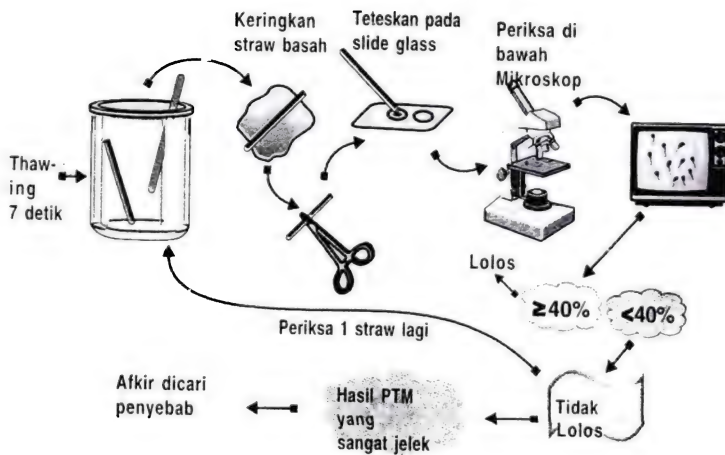 Keringkan
straw basah
Teteskan pada
slide glass
Periksa di
bawah
Mikroskop
Thaw-
ing
7 detik
Lolos
≥40%
<40%
Periksa 1 straw lagi
Tidak
Lolos
Hasil PTM
yang
sangat jelek
Afkir dicari
penyebab